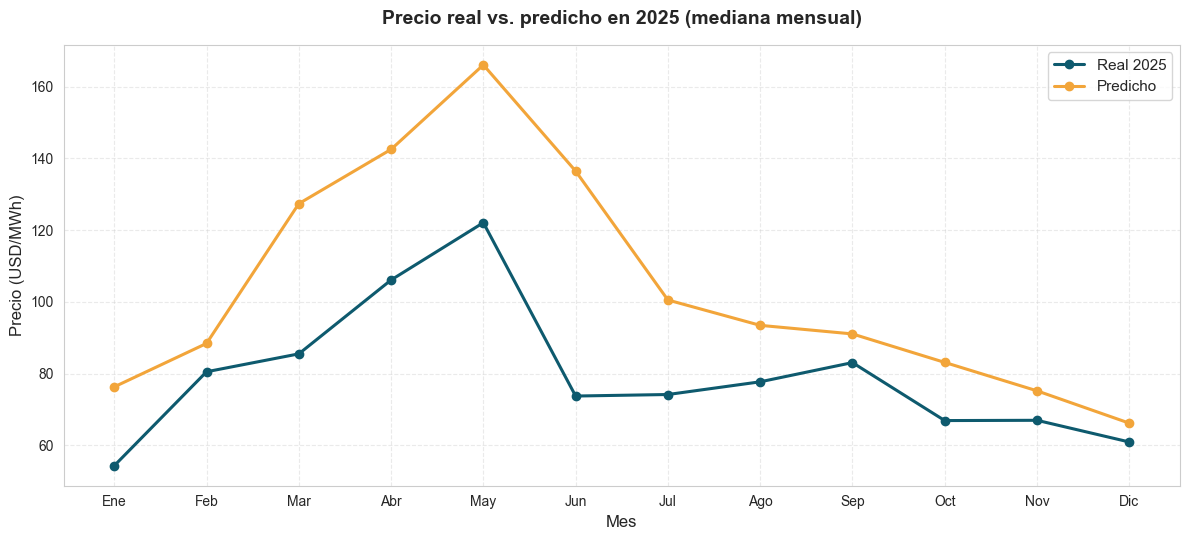 Precio real vs. predicho en 2025 (mediana mensual)
Real 2025
Predicho
Precio (USD/MWh)
160
140
120
100
80
60
Ene Feb Mar Abr May Jun Jul Ago Sep Oct Nov Dic
Mes